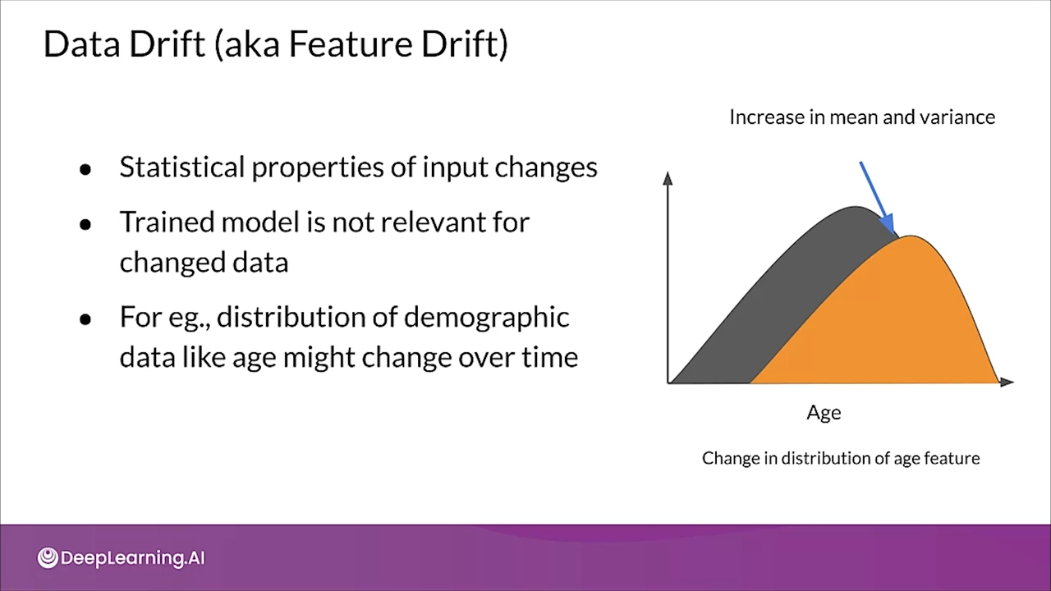 Data Drift (aka Feature Drift)
● Statistical properties of input changes
● Trained model is not relevant for
changed data
● For eg., distribution of demographic
data like age might change over time
Increase in mean and variance
Age
Change in distribution of age feature
DeepLearning.AI